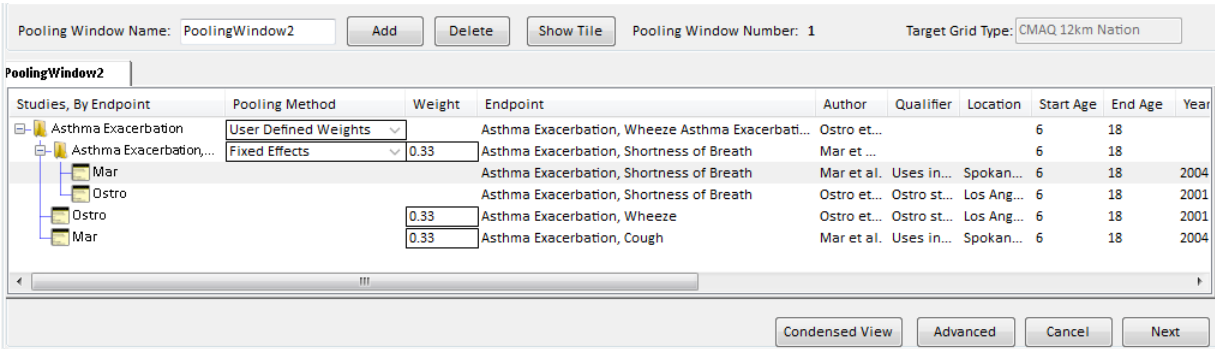 Pooling Window Name: PoolingWindow2 Add Delete Show Tile Pooling Window Number: 1 Target Grid Type: CMAQ 12km Nation
PoolingWindow2
Studies, By Endpoint Pooling Method Weight Endpoint Author Qualifier Location Start Age End Age Year
Asthma Exacerbation User Defined Weights Asthma Exacerbation, Wheeze Asthma Exacerbati... Ostro et... 6 18
Asthma Exacerbation,... Fixed Effects 0.33 Asthma Exacerbation, Shortness of Breath Mar et ... 6 18
Mar Asthma Exacerbation, Shortness of Breath Mar et al. Uses in... Spokan... 6 18 2004
Ostro Asthma Exacerbation, Shortness of Breath Ostro et... Ostro st... Los Ang... 6 18 2001
Ostro 0.33 Asthma Exacerbation, Wheeze Ostro et... Ostro st... Los Ang... 6 18 2001
Mar 0.33 Asthma Exacerbation, Cough Mar et al. Uses in... Spokan... 6 18 2004
Condensed View Advanced Cancel Next